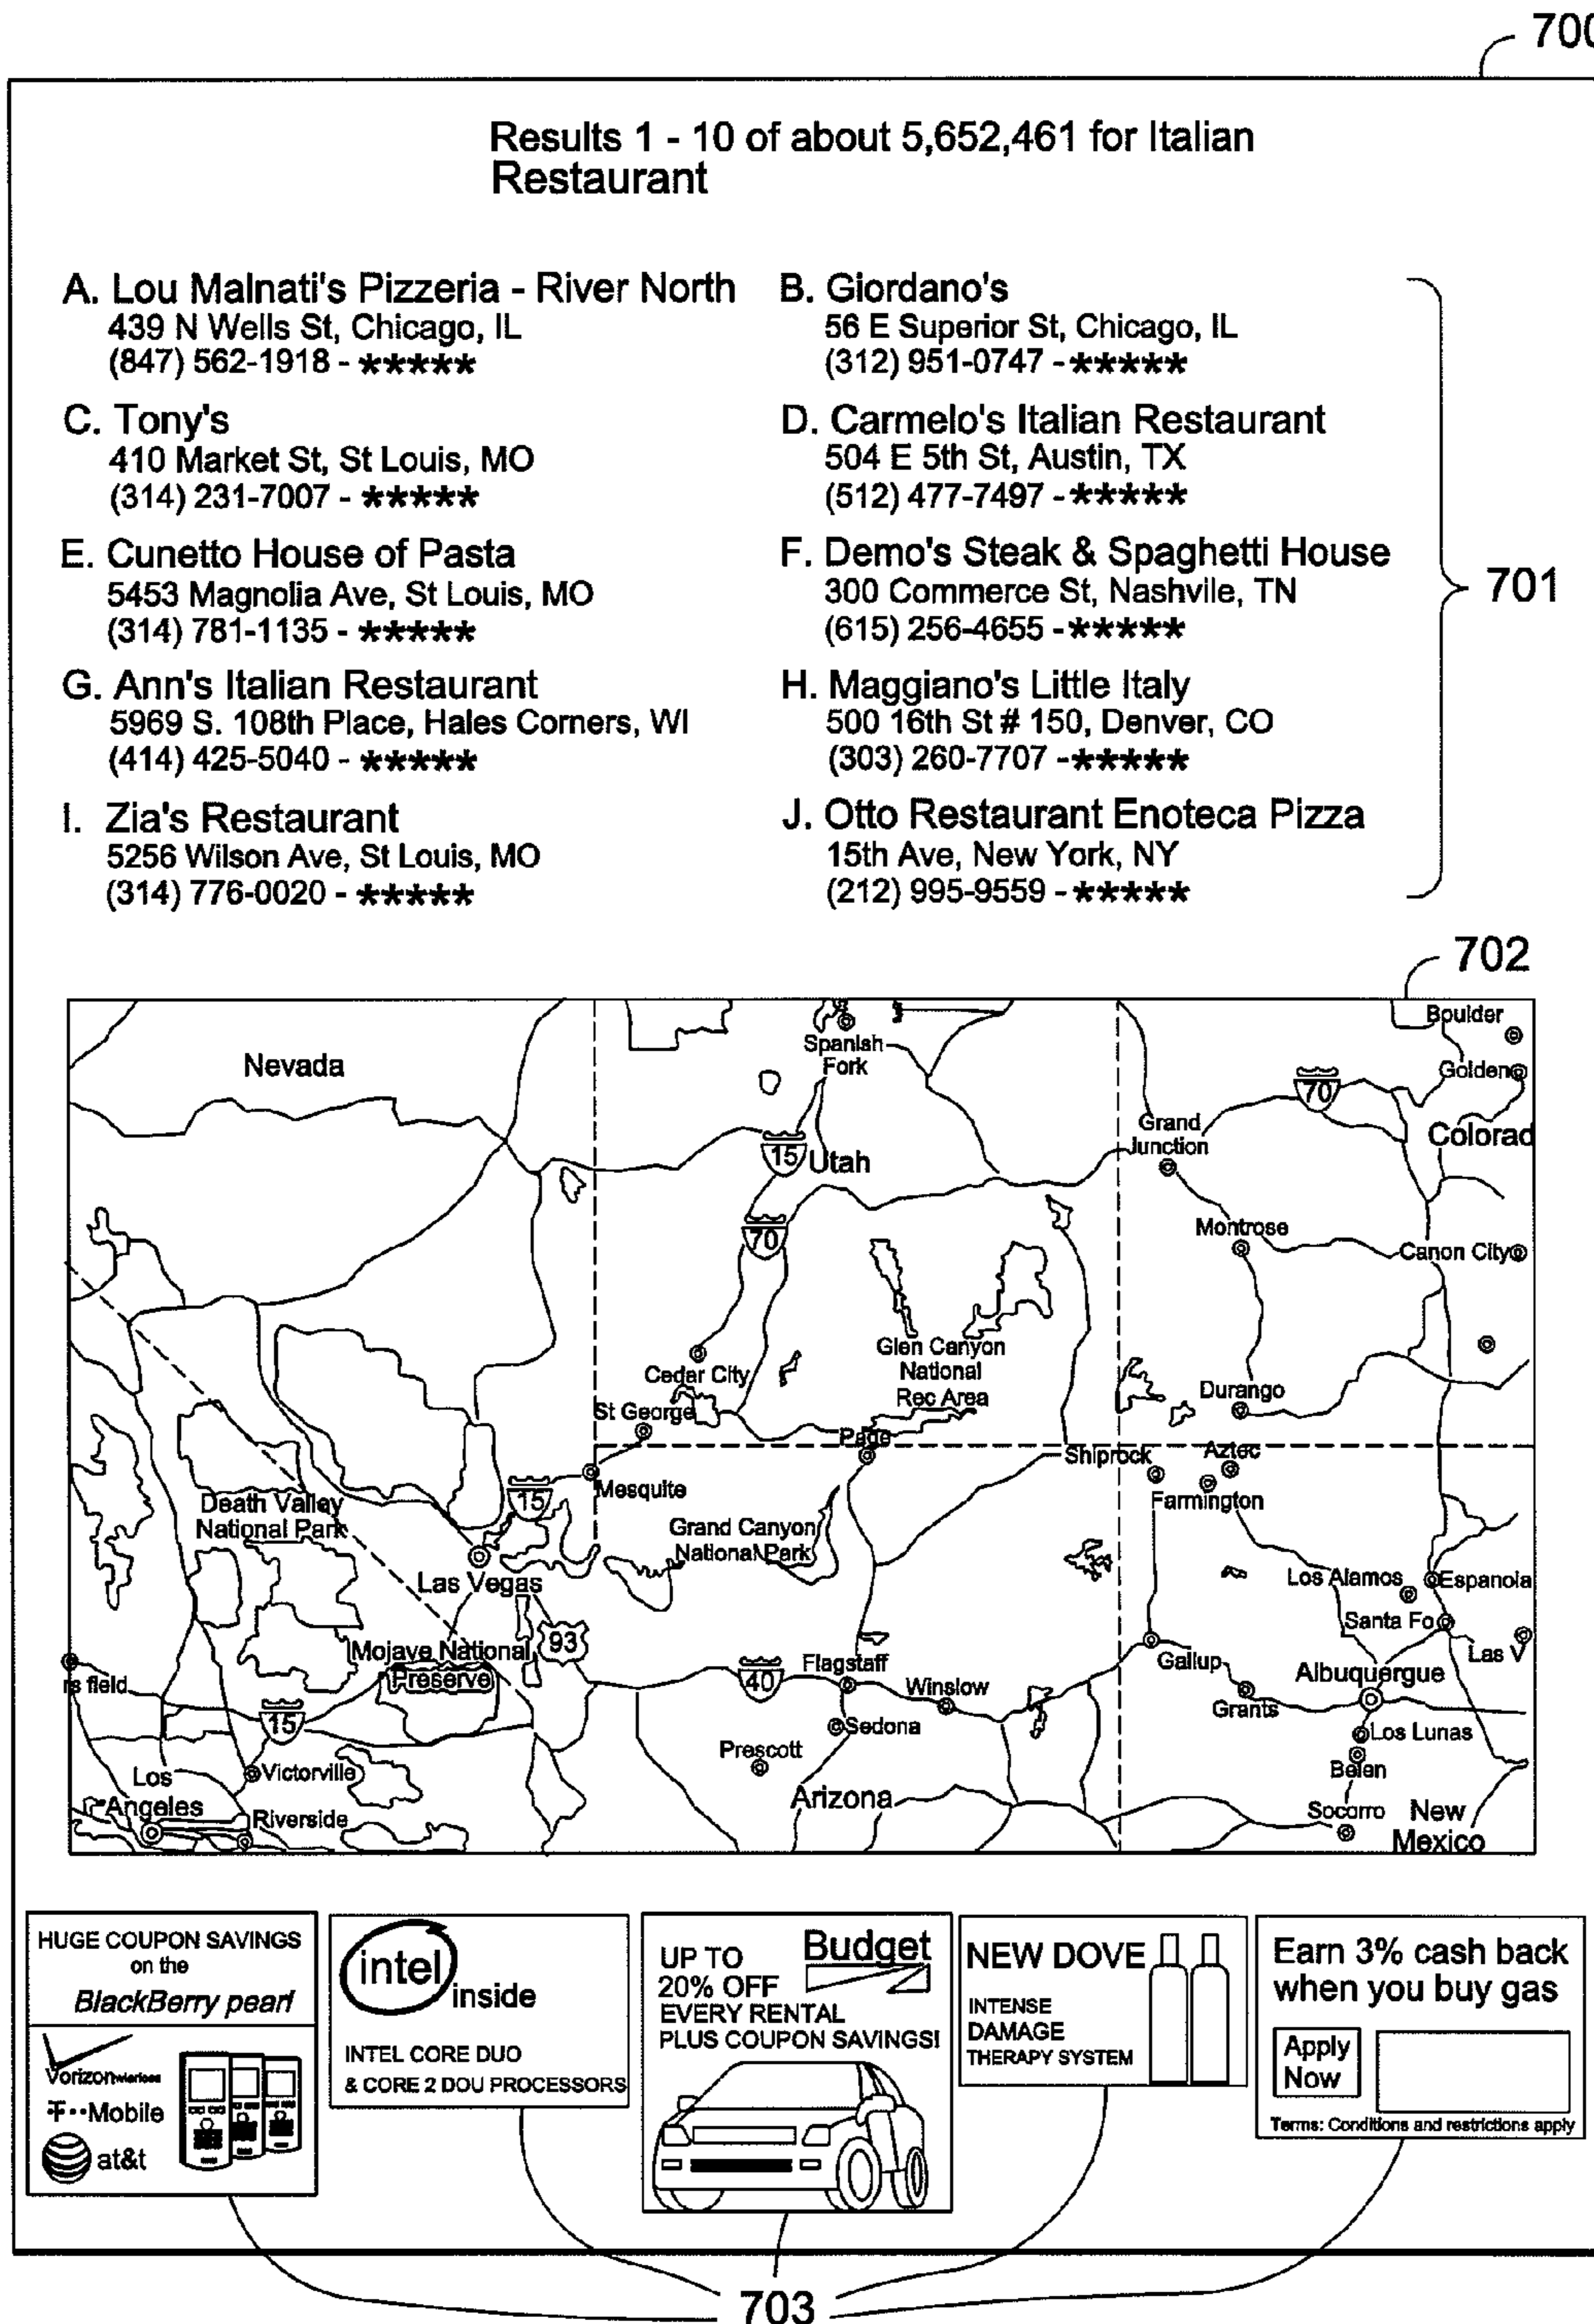 700
Results 1 - 10 of about 5,652,461 for Italian
Restaurant
A. Lou Malnati's Pizzeria - River North
439 N Wells St, Chicago, IL
(847) 562-1918 - *****
B. Giordano's
56 E Superior St, Chicago, IL
(312) 951-0747 - *****
C. Tony's
410 Market St, St Louis, MO
(314) 231-7007 - *****
D. Carmelo's Italian Restaurant
504 E 5th St, Austin, TX
(512) 477-7497 - *****
E. Cunetto House of Pasta
5453 Magnolia Ave, St Louis, MO
(314) 781-1135 - *****
F. Demo's Steak & Spaghetti House
300 Commerce St, Nashvile, TN
(615) 256-4655 - *****
G. Ann's Italian Restaurant
5969 S. 108th Place, Hales Corners, WI
(414) 425-5040 - *****
H. Maggiano's Little Italy
500 16th St # 150, Denver, CO
(303) 260-7707 - *****
I. Zia's Restaurant
5256 Wilson Ave, St Louis, MO
(314) 776-0020 - *****
J. Otto Restaurant Enoteca Pizza
15th Ave, New York, NY
(212) 995-9559 - *****
701
702
Nevada
Spanish
Fork
Boulder
Golden
70
Colorad
Grand
Junction
15
Utah
70
Montrose
Canon City
Glen Canyon
National
Rec Area
Cedar City
St George
Durango
Page
Shiprock
Aztec
Mesquite
Farmington
Death Valley
National Park
15
Grand Canyon
National Park
Las Vegas
Los Alamos
Espanola
Santa Fo
Las V
Mojave National
Preserve
93
rs field
40
Flagstaff
Winslow
Gallup
Albuquergue
Grants
15
Sedona
Los Lunas
Prescott
Belen
Los
Angeles
Victorville
Riverside
Arizona
Socorro
New
Mexico
HUGE COUPON SAVINGS
on the
BlackBerry pearl
Vorizonwierless
T··Mobile
at&t
intel
inside
INTEL CORE DUO
& CORE 2 DOU PROCESSORS
Budget
UP TO
20% OFF
EVERY RENTAL
PLUS COUPON SAVINGS!
NEW DOVE
INTENSE
DAMAGE
THERAPY SYSTEM
Earn 3% cash back
when you buy gas
Apply
Now
Terms: Conditions and restrictions apply
703